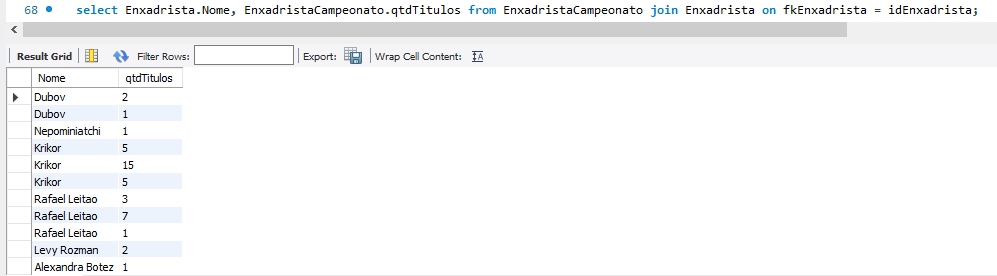 68 select Enxadrista.Nome, EnxadristaCampeonato.qtdTitulos from EnxadristaCampeonato join Enxadrista on fkEnxadrista = idEnxadrista;
Result Grid Filter Rows: Export: Wrap Cell Content: IA
Nome qtdTitulos
Dubov 2
Dubov 1
Nepominiatchi 1
Krikor 5
Krikor 15
Krikor 5
Rafael Leitao 3
Rafael Leitao 7
Rafael Leitao 1
Levy Rozman 2
Alexandra Botez 1